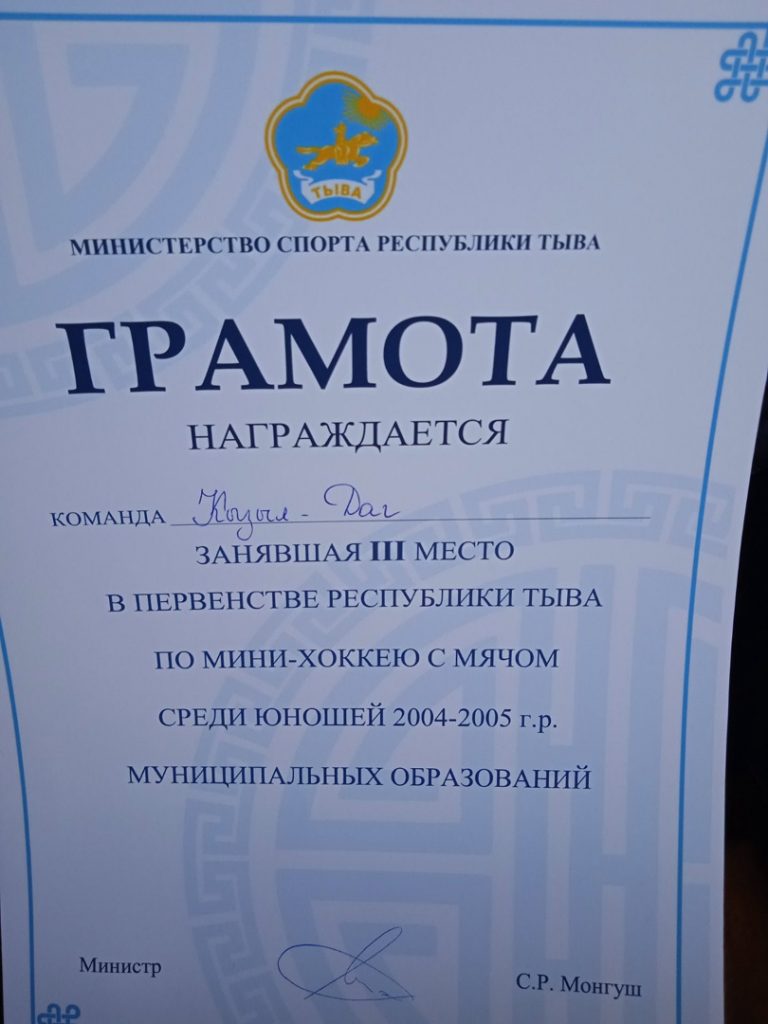 ТЫВА
МИНИСТЕРСТВО СПОРТА РЕСПУБЛИКИ ТЫВА
ГРАМОТА
НАГРАЖДАЕТСЯ
КОМАНДА Кызыл-Даг
ЗАНЯВШАЯ III МЕСТО
В ПЕРВЕНСТВЕ РЕСПУБЛИКИ ТЫВА
ПО МИНИ-ХОККЕЮ С МЯЧОМ
СРЕДИ ЮНОШЕЙ 2004-2005 г.р.
МУНИЦИПАЛЬНЫХ ОБРАЗОВАНИЙ
Министр
С.Р. Монгуш